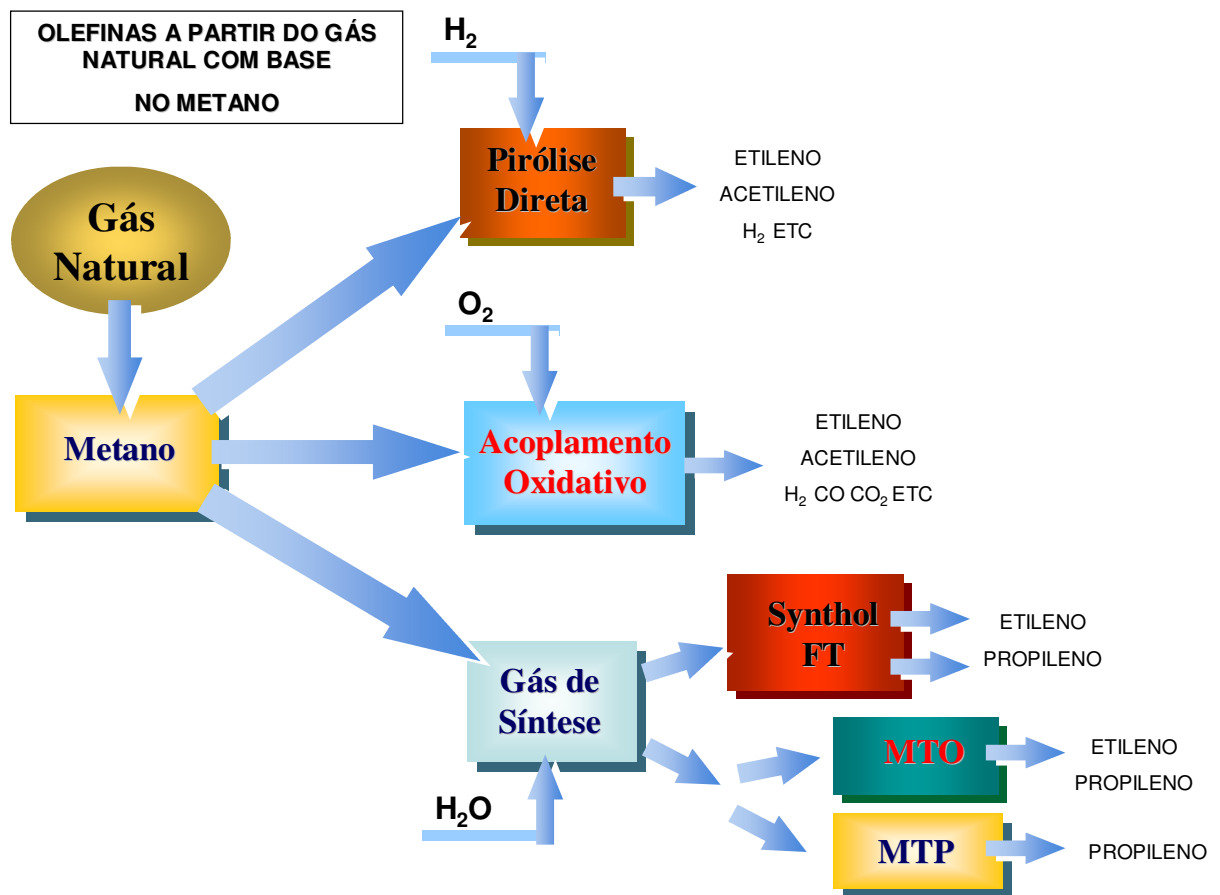 OLEFINAS A PARTIR DO GÁS
NATURAL COM BASE
NO METANO
H₂
Pirólise
Direta
ETILENO
ACETILENO
H₂ ETC
Gás
Natural
O₂
Metano
Acoplamento
Oxidativo
ETILENO
ACETILENO
H₂ CO CO₂ ETC
Synthol
FT
ETILENO
PROPILENO
Gás de
Síntese
H₂O
MTO
ETILENO
PROPILENO
MTP
PROPILENO